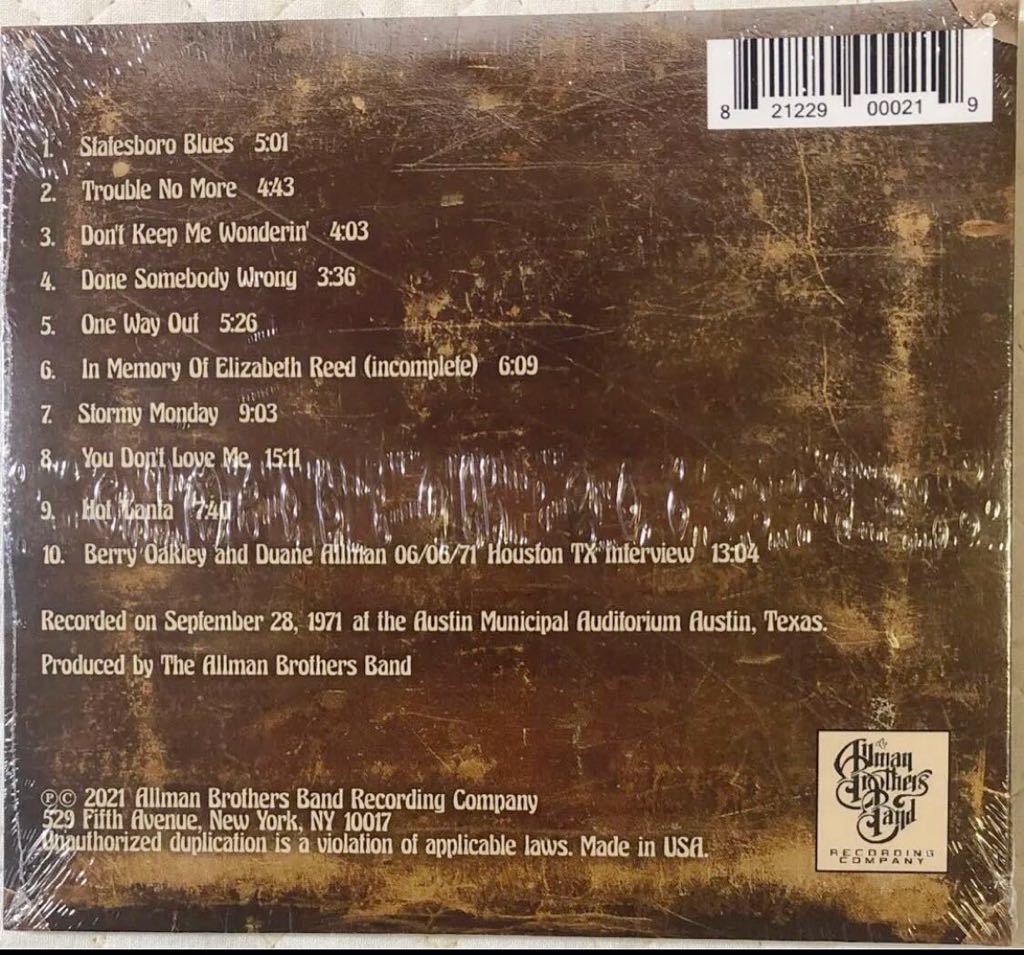 8 21229 00021 9
1. Statesboro Blues 5:01
2. Trouble No More 4:43
3. Don't Keep Me Wonderin' 4:03
4. Done Somebody Wrong 3:36
5. One Way Out 5:26
6. In Memory Of Elizabeth Reed (incomplete) 6:09
7. Stormy Monday 9:03
8. You Don't Love Me 15:11
9. Hot 'Lanta 7:40
10. Berry Oakley and Duane Allman 06/06/71 Houston TX interview 13:04
Recorded on September 28, 1971 at the Austin Municipal Auditorium Austin, Texas.
Produced by The Allman Brothers Band
℗© 2021 Allman Brothers Band Recording Company
529 Fifth Avenue, New York, NY 10017
Unauthorized duplication is a violation of applicable laws. Made in USA.
The
Allman
Brothers
Band
RECORDING
COMPANY